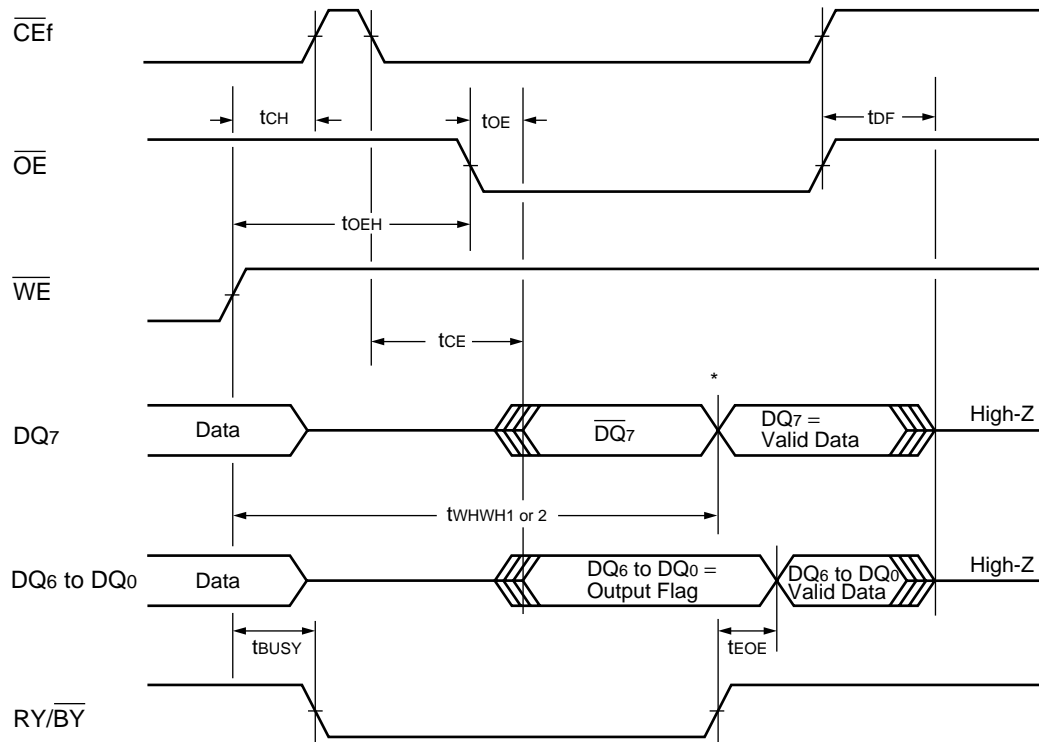 CEf
tCH
tOE
tDF
OE
tOEH
WE
tCE
*
DQ7
Data
DQ7
DQ7 =
Valid Data
High-Z
tWHWH1 or 2
DQ6 to DQ0
Data
DQ6 to DQ0 =
Output Flag
DQ6 to DQ0
Valid Data
High-Z
tBUSY
tEOE
RY/BY